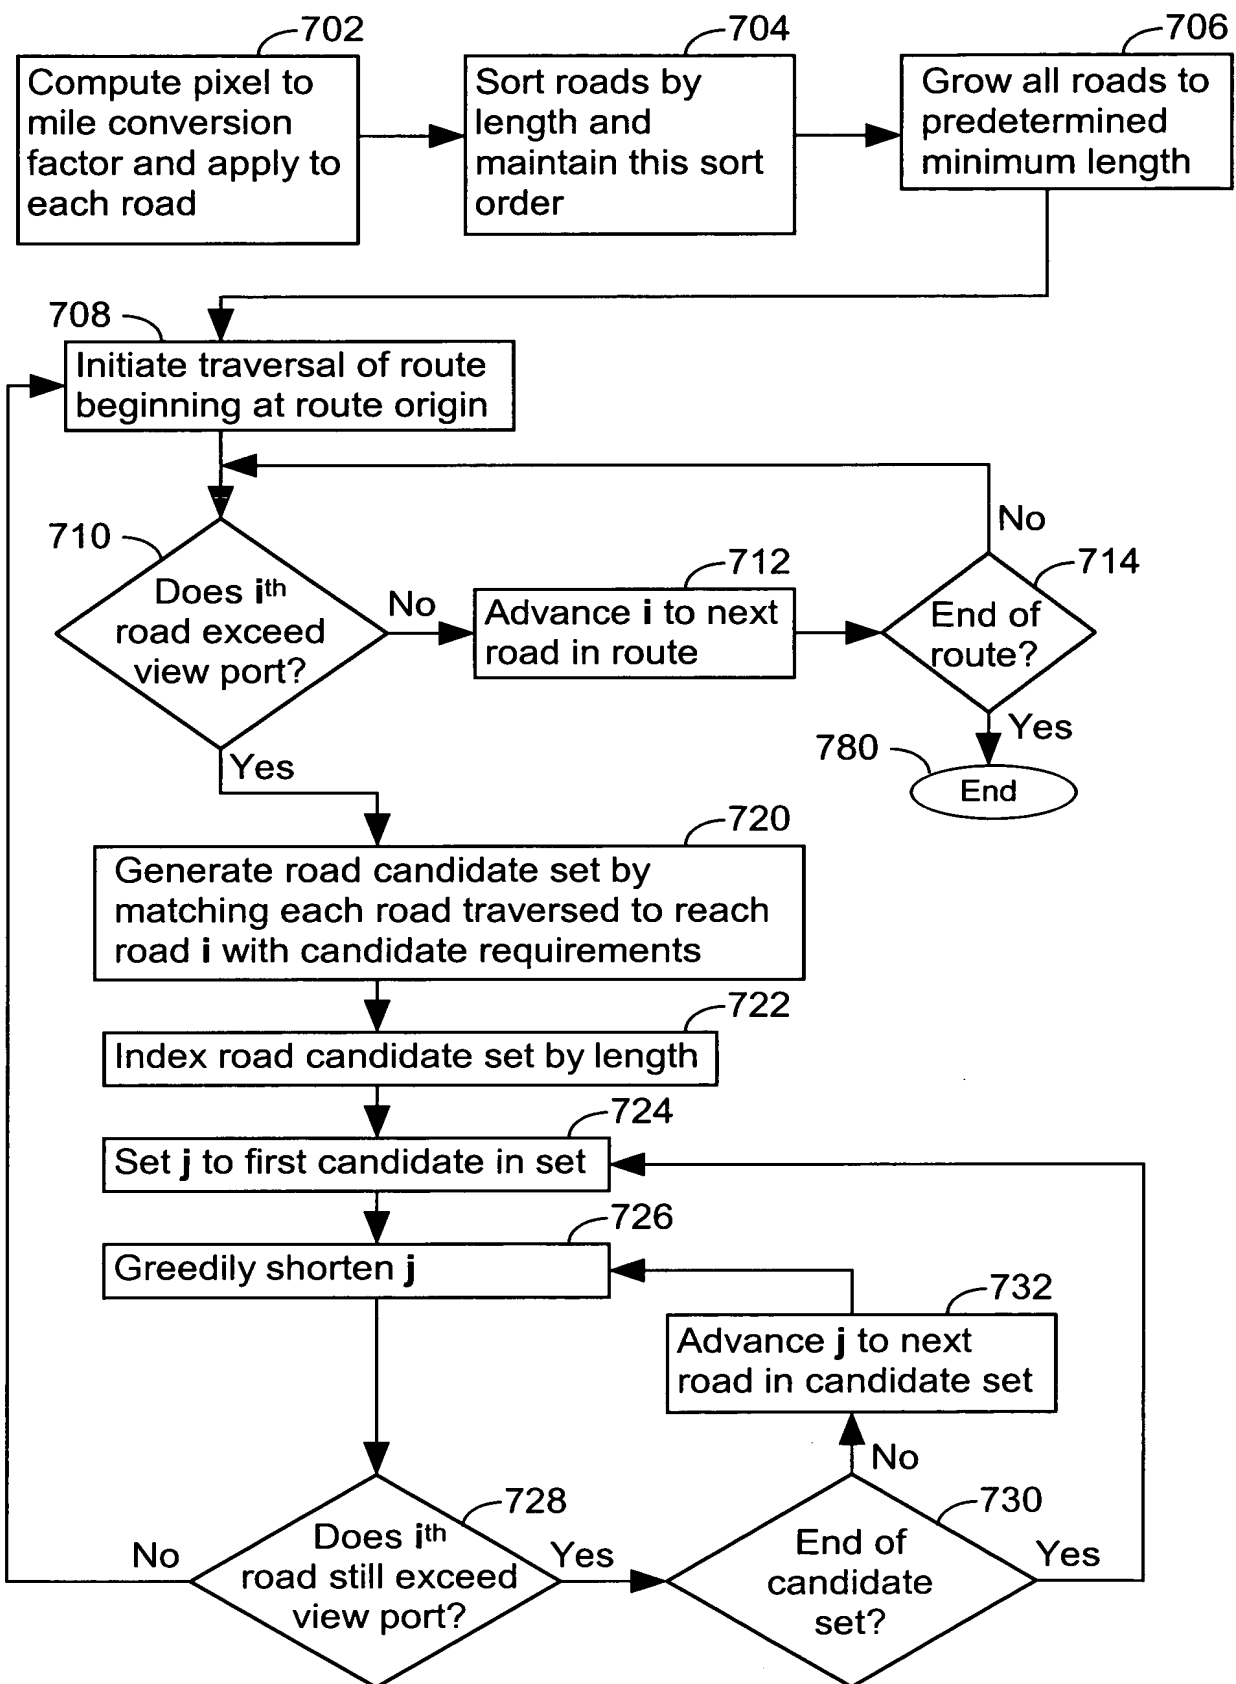 702
Compute pixel to
mile conversion
factor and apply to
each road
704
Sort roads by
length and
maintain this sort
order
706
Grow all roads to
predetermined
minimum length
708
Initiate traversal of route
beginning at route origin
710
Does ith
road exceed
view port?
No
712
Advance i to next
road in route
714
End of
route?
No
Yes
780
End
Yes
720
Generate road candidate set by
matching each road traversed to reach
road i with candidate requirements
722
Index road candidate set by length
724
Set j to first candidate in set
726
Greedily shorten j
732
Advance j to next
road in candidate set
No
728
Does ith
road still exceed
view port?
No
Yes
730
End of
candidate
set?
Yes